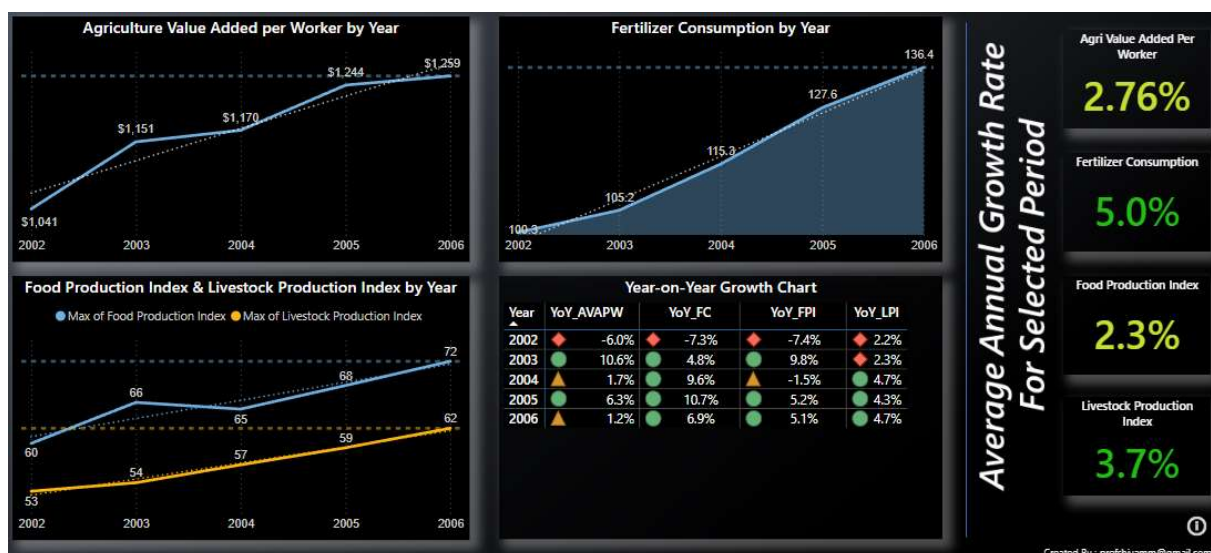 Agriculture Value Added per Worker by Year
$1,041
$1,151
$1,170
$1,244
$1,259
2002 2003 2004 2005 2006
Fertilizer Consumption by Year
100.3
105.2
115.3
127.6
136.4
2002 2003 2004 2005 2006
Food Production Index & Livestock Production Index by Year
Max of Food Production Index Max of Livestock Production Index
60
66
65
68
72
53
54
57
59
62
2002 2003 2004 2005 2006
Year-on-Year Growth Chart
Year YoY_AVAPW YoY_FC YoY_FPI YoY_LPI
2002 -6.0% -7.3% -7.4% 2.2%
2003 10.6% 4.8% 9.8% 2.3%
2004 1.7% 9.6% -1.5% 4.7%
2005 6.3% 10.7% 5.2% 4.3%
2006 1.2% 6.9% 5.1% 4.7%
Average Annual Growth Rate
For Selected Period
Agri Value Added Per
Worker
2.76%
Fertilizer Consumption
5.0%
Food Production Index
2.3%
Livestock Production
Index
3.7%
Created By :